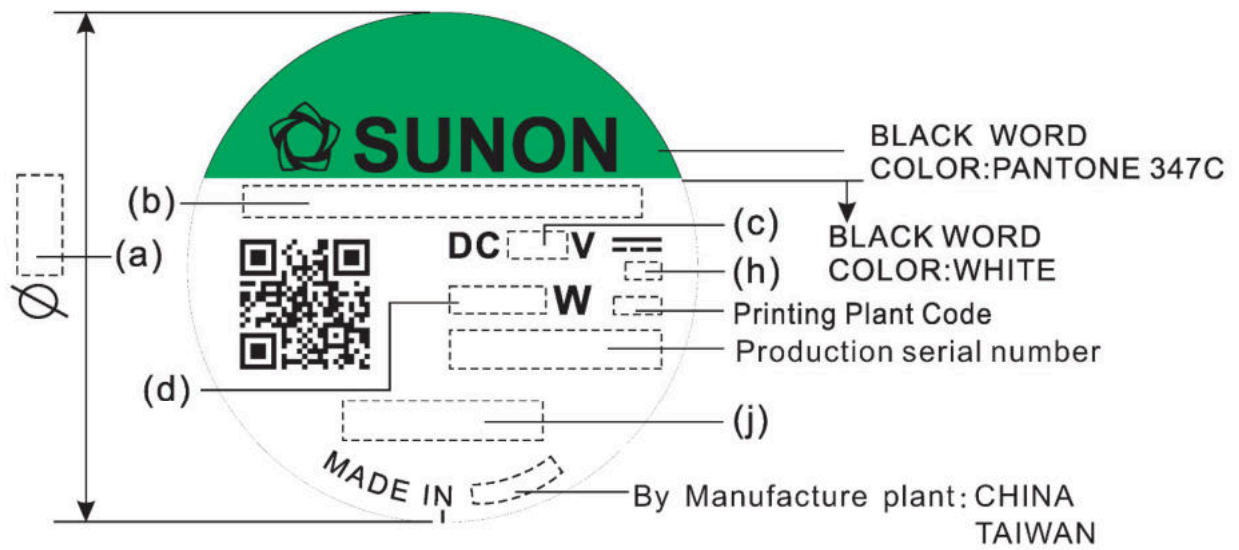 SUNON
BLACK WORD
COLOR:PANTONE 347C
(b)
(a)
DC V
(c)
BLACK WORD
COLOR:WHITE
(h)
W
Printing Plant Code
Production serial number
(d)
(j)
Ø
MADE IN
By Manufacture plant: CHINA
TAIWAN